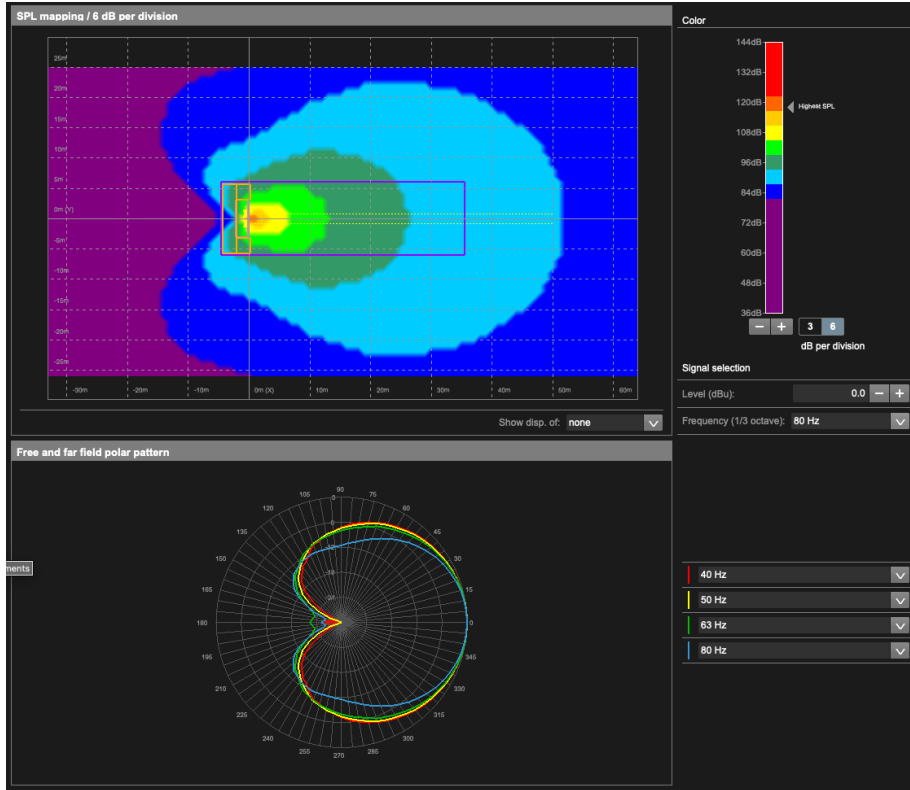 SPL mapping / 6 dB per division
25m
20m
15m
10m
5m
0m (Y)
-5m
-10m
-15m
-20m
-25m
-30m
-20m
-10m
0m (X)
10m
20m
30m
40m
50m
60m
Show disp. of: none
Color
144dB
132dB
120dB
Highest SPL
108dB
96dB
84dB
72dB
60dB
48dB
36dB
3 6
dB per division
Signal selection
Level (dBu): 0.0
Frequency (1/3 octave): 80 Hz
Free and far field polar pattern
90
105
75
120
60
135
45
150
30
165
15
180
0
195
345
210
330
225
315
240
300
255
285
270
0
-6
-12
-18
ments
40 Hz
50 Hz
63 Hz
80 Hz